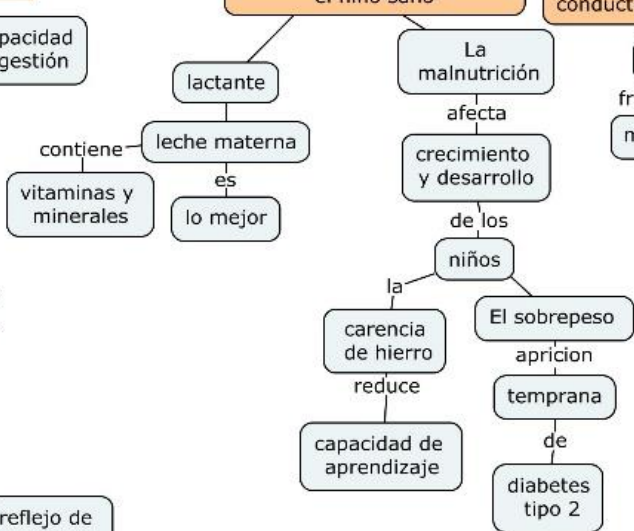 el niño sano
conduct
pacidad
gestión
lactante
La
malnutrición
afecta
leche materna
contiene
crecimiento
y desarrollo
vitaminas y
minerales
es
lo mejor
de los
niños
la
El sobrepeso
carencia
de hierro
apricion
reduce
temprana
de
capacidad de
aprendizaje
diabetes
tipo 2
reflejo de
fr
m